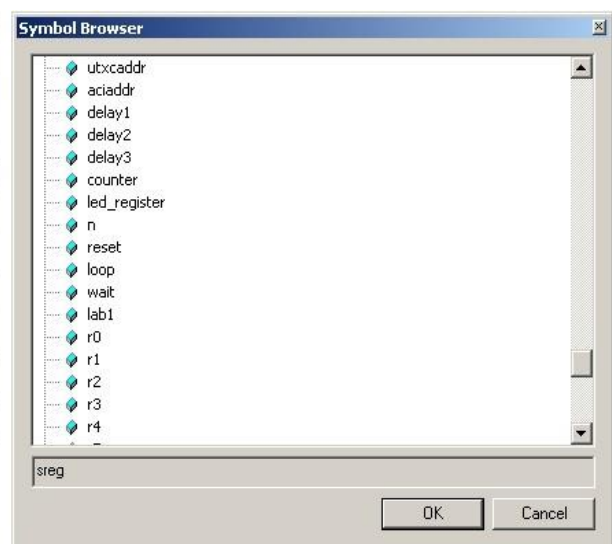 Symbol Browser
utxcaddr
aciaddr
delay1
delay2
delay3
counter
led_register
n
reset
loop
wait
lab1
r0
r1
r2
r3
r4
sreg
OK
Cancel